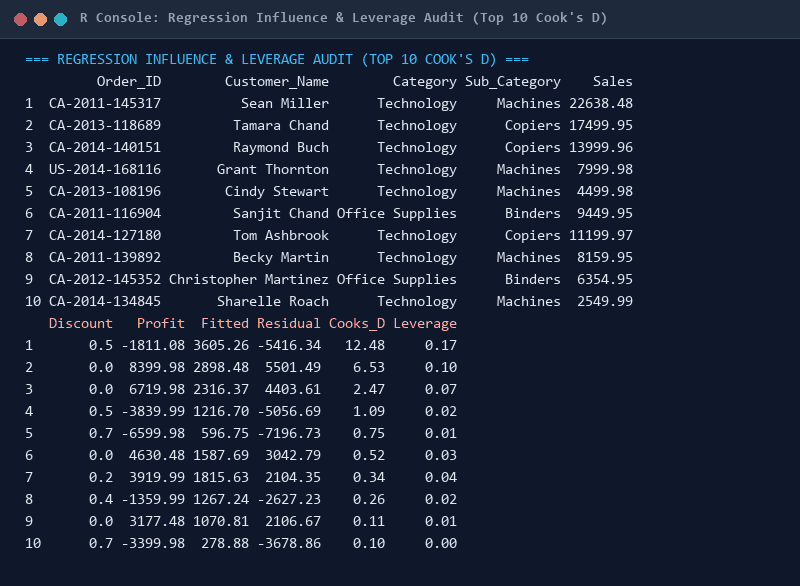 R Console: Regression Influence & Leverage Audit (Top 10 Cook's D)
=== REGRESSION INFLUENCE & LEVERAGE AUDIT (TOP 10 COOK'S D) ===
         Order_ID        Customer_Name        Category Sub_Category    Sales
1  CA-2011-145317          Sean Miller      Technology     Machines 22638.48
2  CA-2013-118689         Tamara Chand      Technology      Copiers 17499.95
3  CA-2014-140151         Raymond Buch      Technology      Copiers 13999.96
4  US-2014-168116       Grant Thornton      Technology     Machines  7999.98
5  CA-2013-108196        Cindy Stewart      Technology     Machines  4499.98
6  CA-2011-116904         Sanjit Chand Office Supplies      Binders  9449.95
7  CA-2014-127180         Tom Ashbrook      Technology      Copiers 11199.97
8  CA-2011-139892         Becky Martin      Technology     Machines  8159.95
9  CA-2012-145352 Christopher Martinez Office Supplies      Binders  6354.95
10 CA-2014-134845       Sharelle Roach      Technology     Machines  2549.99
   Discount   Profit  Fitted Residual Cooks_D Leverage
1       0.5 -1811.08 3605.26 -5416.34   12.48     0.17
2       0.0  8399.98 2898.48  5501.49    6.53     0.10
3       0.0  6719.98 2316.37  4403.61    2.47     0.07
4       0.5 -3839.99 1216.70 -5056.69    1.09     0.02
5       0.7 -6599.98  596.75 -7196.73    0.75     0.01
6       0.0  4630.48 1587.69  3042.79    0.52     0.03
7       0.2  3919.99 1815.63  2104.35    0.34     0.04
8       0.4 -1359.99 1267.24 -2627.23    0.26     0.02
9       0.0  3177.48 1070.81  2106.67    0.11     0.01
10      0.7 -3399.98  278.88 -3678.86    0.10     0.00